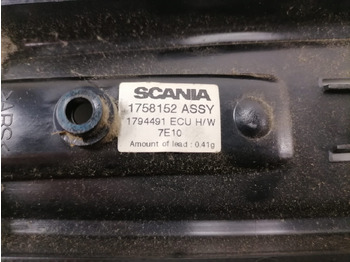 SCANIA
1758152 ASSY
1794491 ECU H/W
7E10
Amount of lead : 0.41g